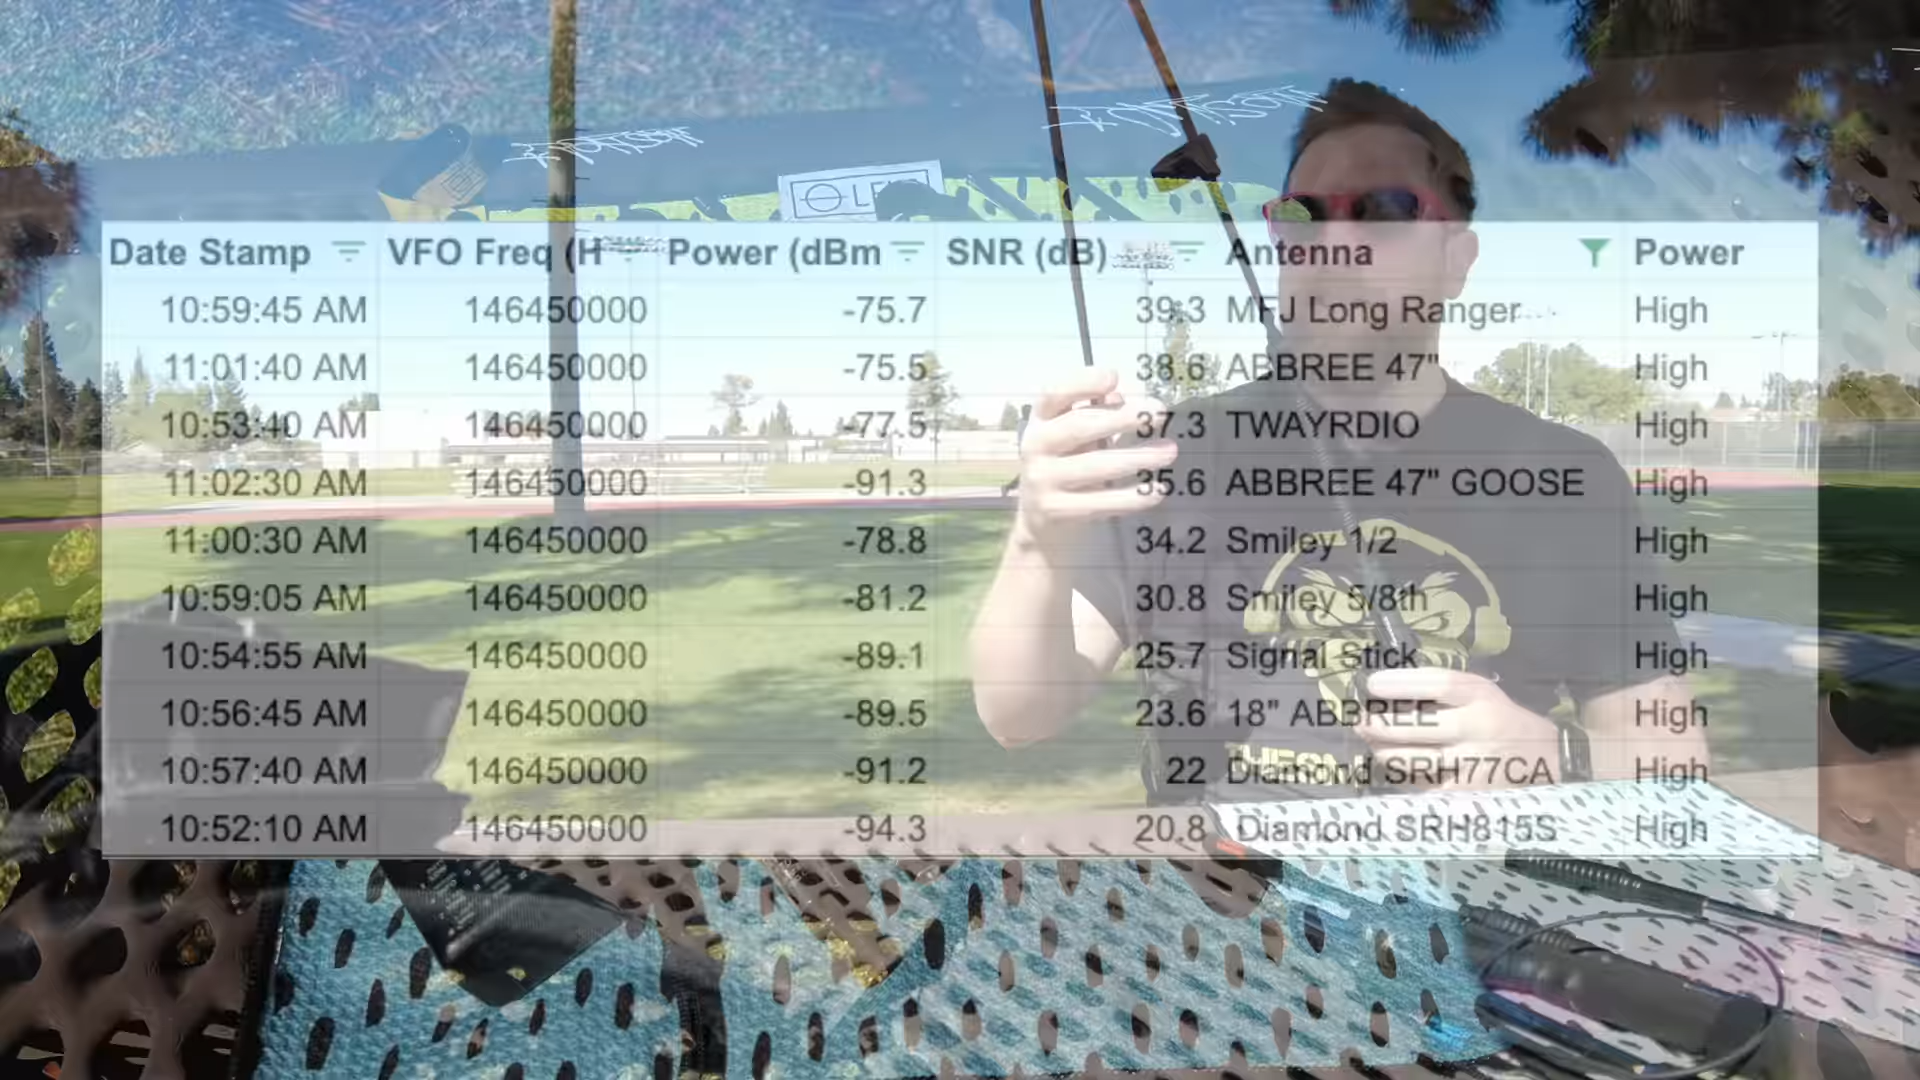 Date Stamp VFO Freq (H Power (dBm SNR (dB) Antenna Power
10:59:45 AM 146450000 -75.7 39.3 MFJ Long Ranger High
11:01:40 AM 146450000 -75.5 38.6 ABBREE 47" High
10:53:40 AM 146450000 -77.5 37.3 TWAYRDIO High
11:02:30 AM 146450000 -91.3 35.6 ABBREE 47" GOOSE High
11:00:30 AM 146450000 -78.8 34.2 Smiley 1/2 High
10:59:05 AM 146450000 -81.2 30.8 Smiley 5/8th High
10:54:55 AM 146450000 -89.1 25.7 Signal Stick High
10:56:45 AM 146450000 -89.5 23.6 18" ABBREE High
10:57:40 AM 146450000 -91.2 22 Diamond SRH77CA High
10:52:10 AM 146450000 -94.3 20.8 Diamond SRH815S High